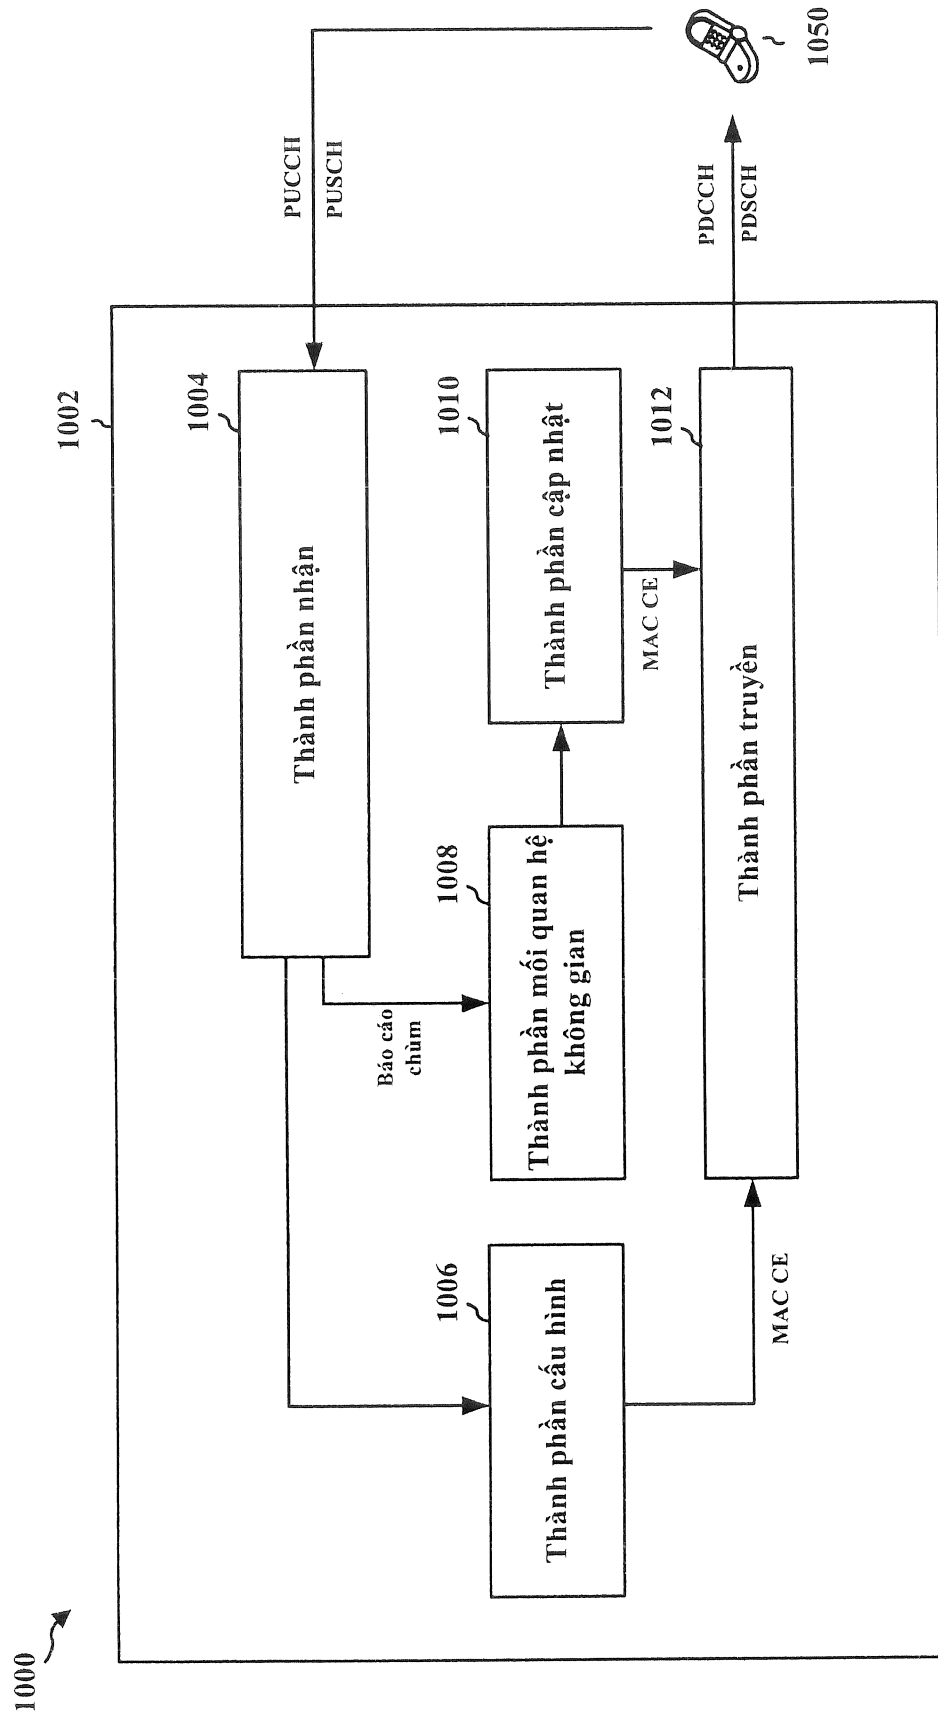 1000
1002
1004
Thành phần nhận
PUCCH
PUSCH
1050
Báo cáo
chùm
1006
Thành phần cấu hình
1008
Thành phần mối quan hệ
không gian
1010
Thành phần cập nhật
MAC CE
1012
Thành phần truyền
PDCCH
PDSCH
MAC CE